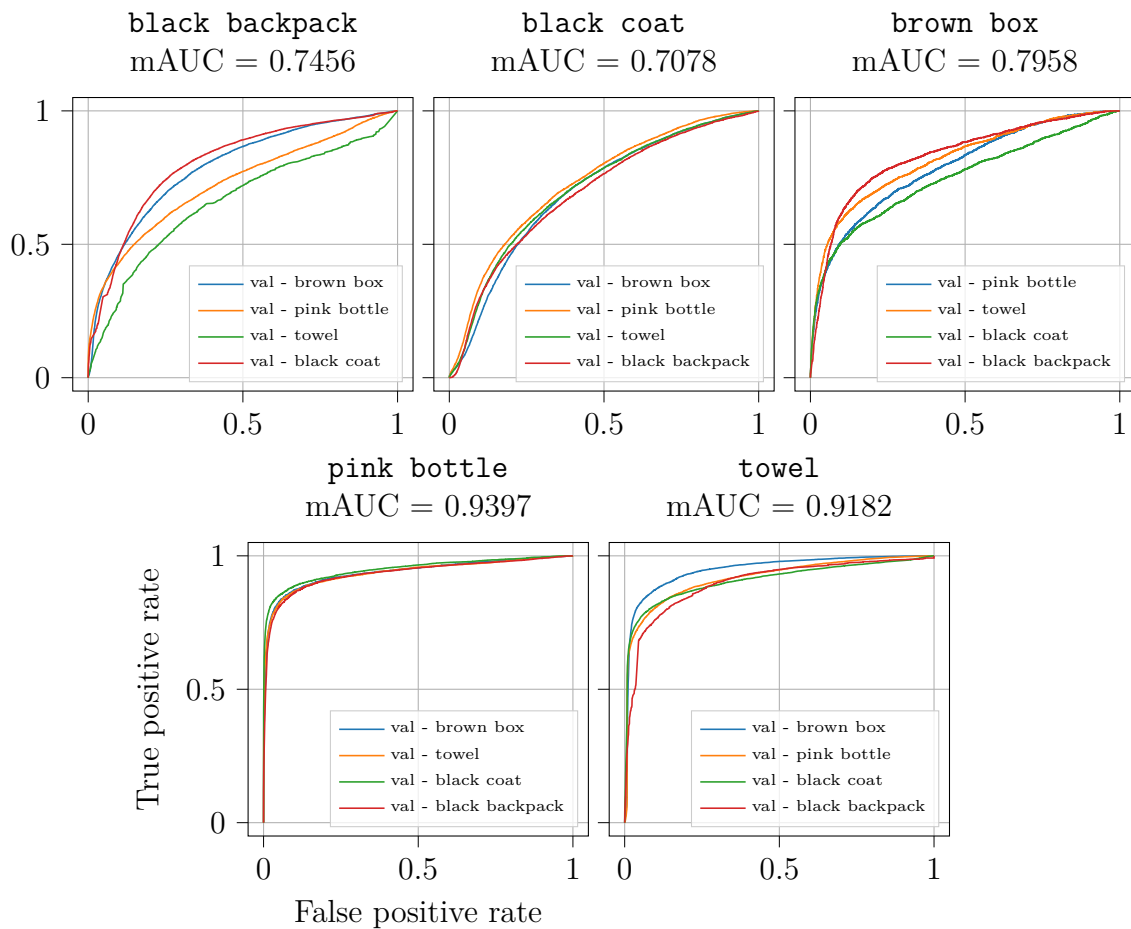 black backpack
mAUC = 0.7456
black coat
mAUC = 0.7078
brown box
mAUC = 0.7958
1
0.5
0
val - brown box
val - pink bottle
val - towel
val - black coat
0
0.5
1
val - brown box
val - pink bottle
val - towel
val - black backpack
0
0.5
1
val - pink bottle
val - towel
val - black coat
val - black backpack
0
0.5
1
pink bottle
mAUC = 0.9397
towel
mAUC = 0.9182
True positive rate
1
0.5
0
val - brown box
val - towel
val - black coat
val - black backpack
0
0.5
1
val - brown box
val - pink bottle
val - black coat
val - black backpack
0
0.5
1
False positive rate